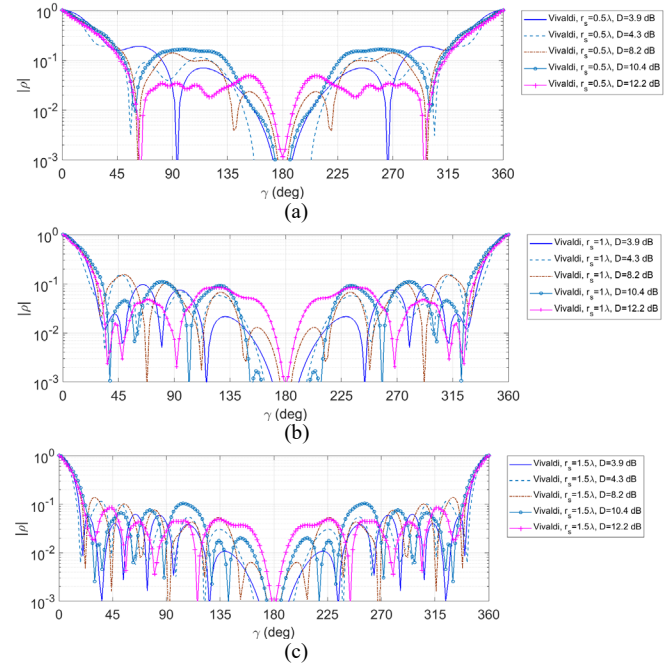 10^0
10^-1
10^-2
10^-3
|ρ|
0 45 90 135 180 225 270 315 360
γ (deg)
(a)
Vivaldi, r_s=0.5λ, D=3.9 dB
Vivaldi, r_s=0.5λ, D=4.3 dB
Vivaldi, r_s=0.5λ, D=8.2 dB
Vivaldi, r_s=0.5λ, D=10.4 dB
Vivaldi, r_s=0.5λ, D=12.2 dB
10^0
10^-1
10^-2
10^-3
|ρ|
0 45 90 135 180 225 270 315 360
γ (deg)
(b)
Vivaldi, r_s=1λ, D=3.9 dB
Vivaldi, r_s=1λ, D=4.3 dB
Vivaldi, r_s=1λ, D=8.2 dB
Vivaldi, r_s=1λ, D=10.4 dB
Vivaldi, r_s=1λ, D=12.2 dB
10^0
10^-1
10^-2
10^-3
|ρ|
0 45 90 135 180 225 270 315 360
γ (deg)
(c)
Vivaldi, r_s=1.5λ, D=3.9 dB
Vivaldi, r_s=1.5λ, D=4.3 dB
Vivaldi, r_s=1.5λ, D=8.2 dB
Vivaldi, r_s=1.5λ, D=10.4 dB
Vivaldi, r_s=1.5λ, D=12.2 dB